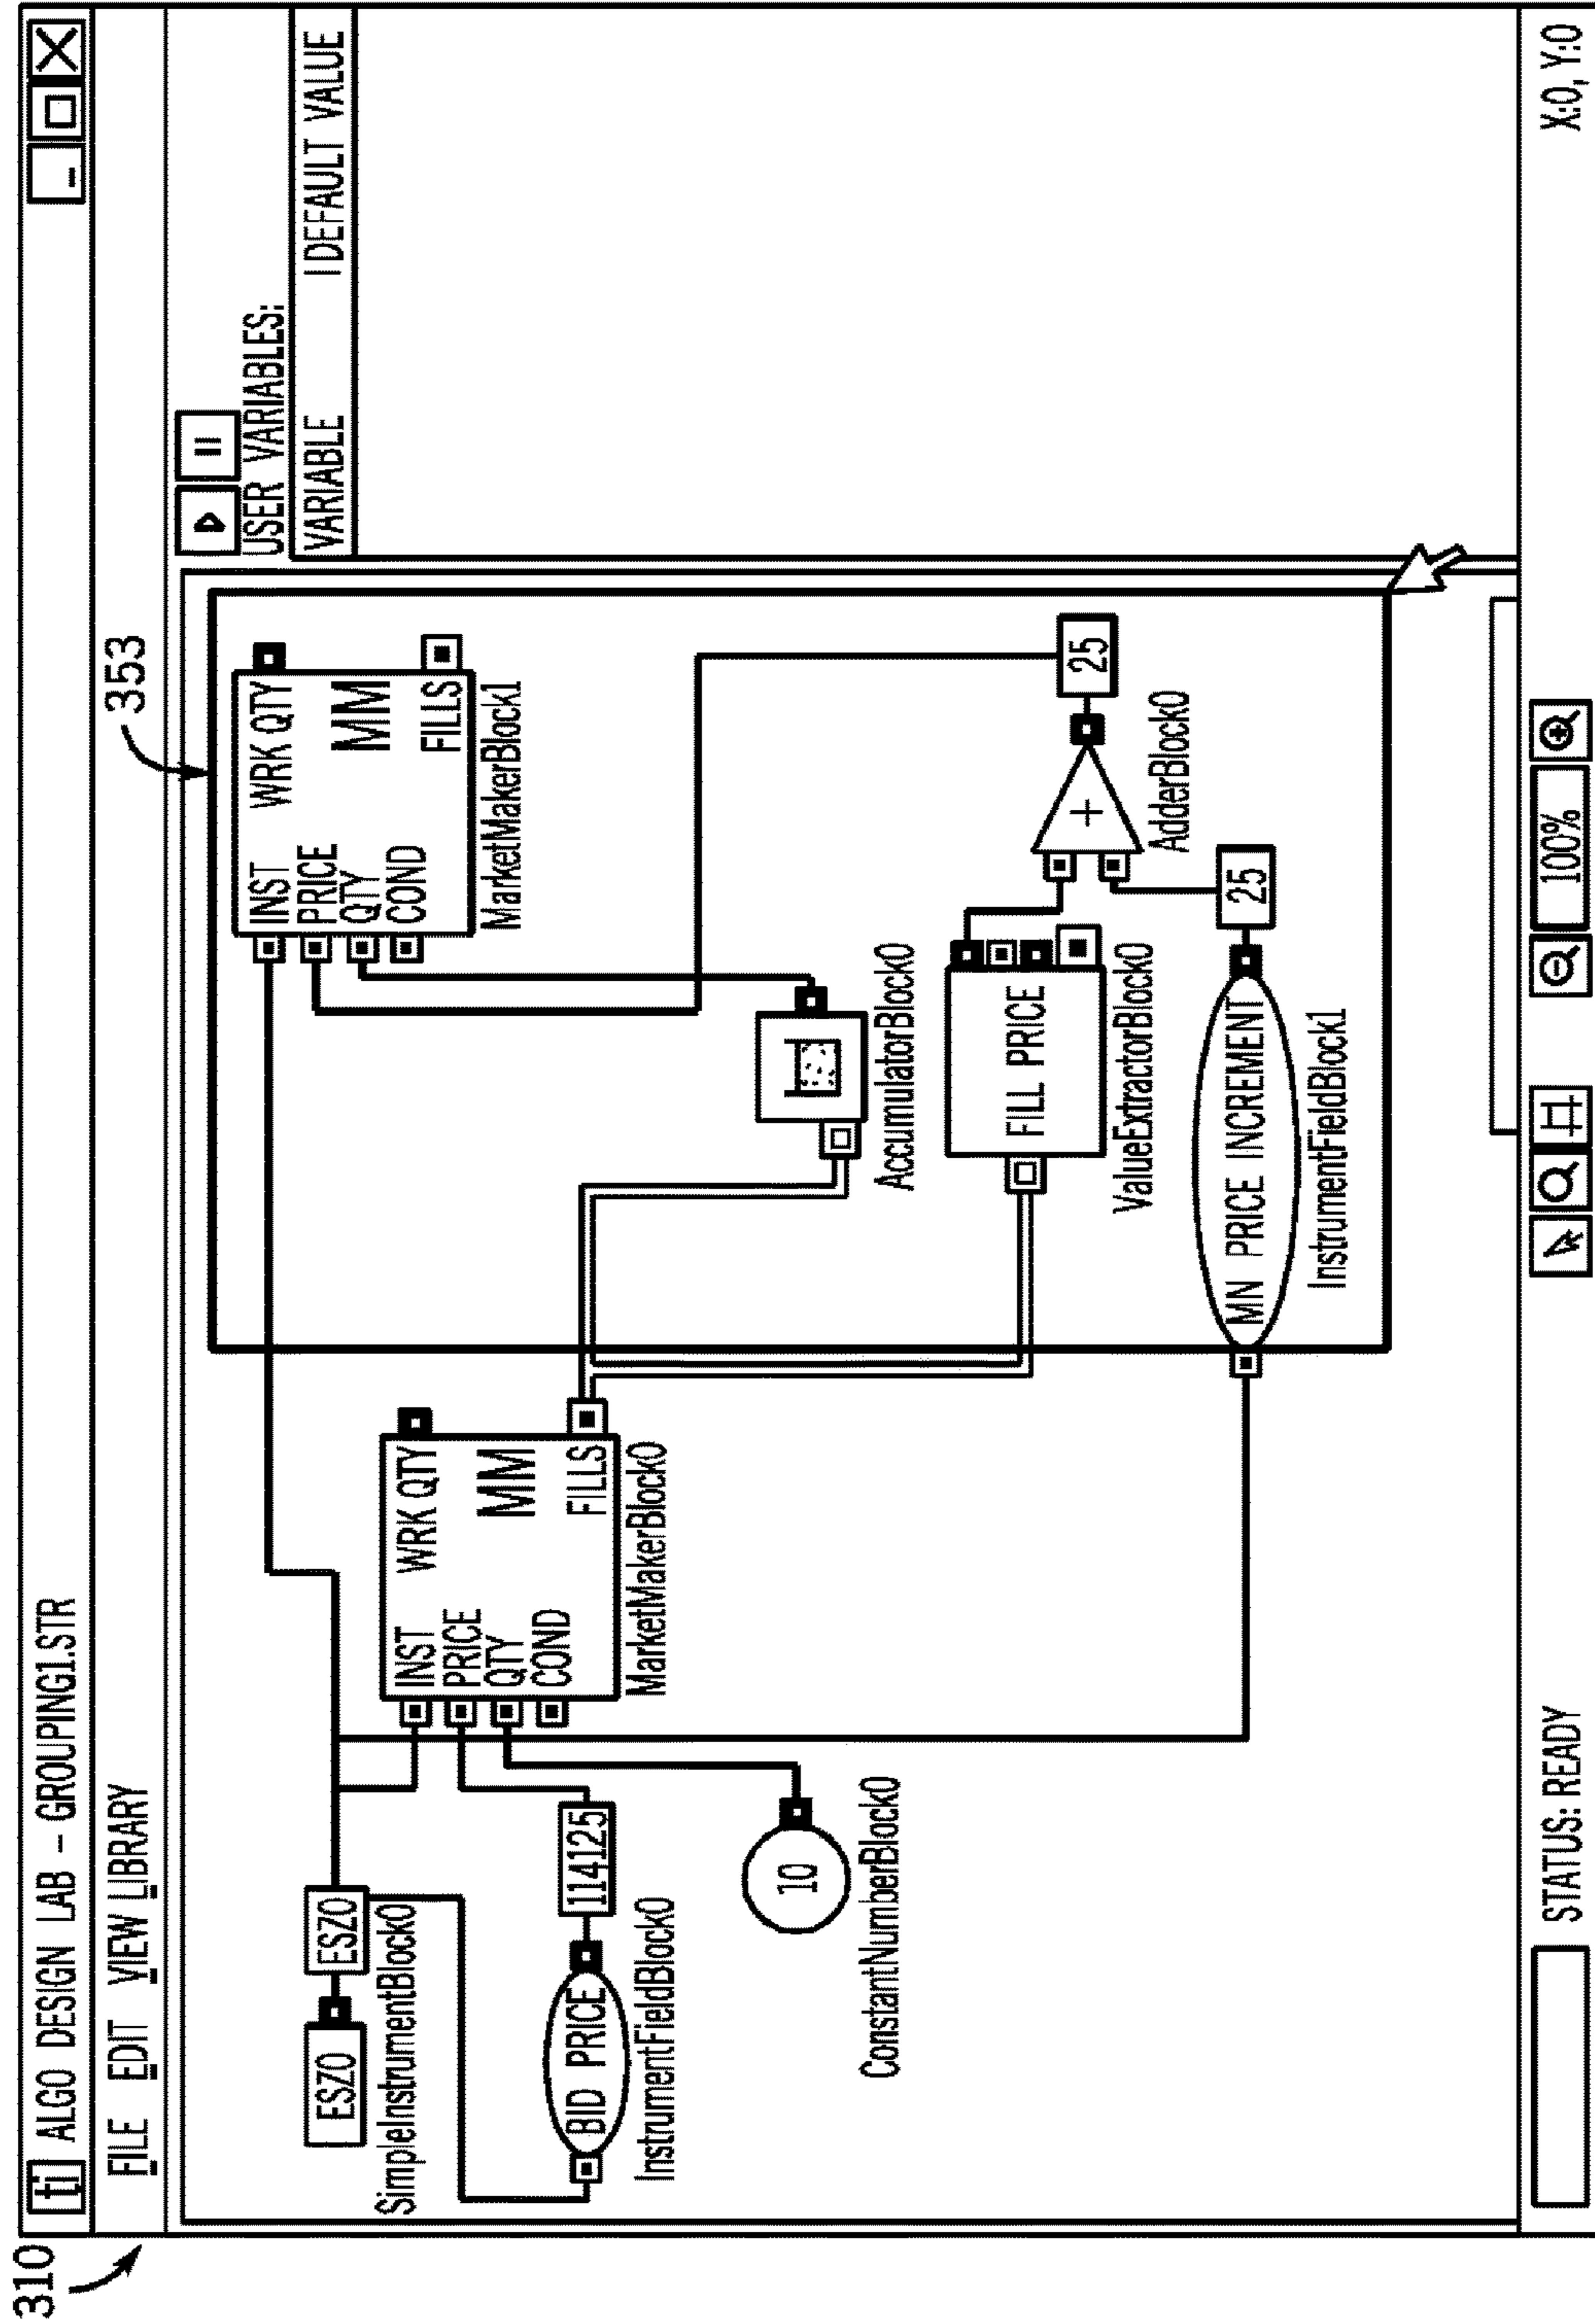 310
ti ALGO DESIGN LAB – GROUPING1.STR
FILE EDIT VIEW LIBRARY
353
USER VARIABLES:
VARIABLE | DEFAULT VALUE
ESZ0
ESZ0
SimpleInstrumentBlock0
BID PRICE
114125
InstrumentFieldBlock0
10
ConstantNumberBlock0
INST WRK QTY
PRICE
QTY MM
COND
FILLS
MarketMakerBlock0
INST WRK QTY
PRICE
QTY MM
COND
FILLS
MarketMakerBlock1
AccumulatorBlock0
FILL PRICE
ValueExtractorBlock0
+
25
AdderBlock0
MN PRICE INCREMENT
25
InstrumentFieldBlock1
STATUS: READY
100%
X:0, Y:0